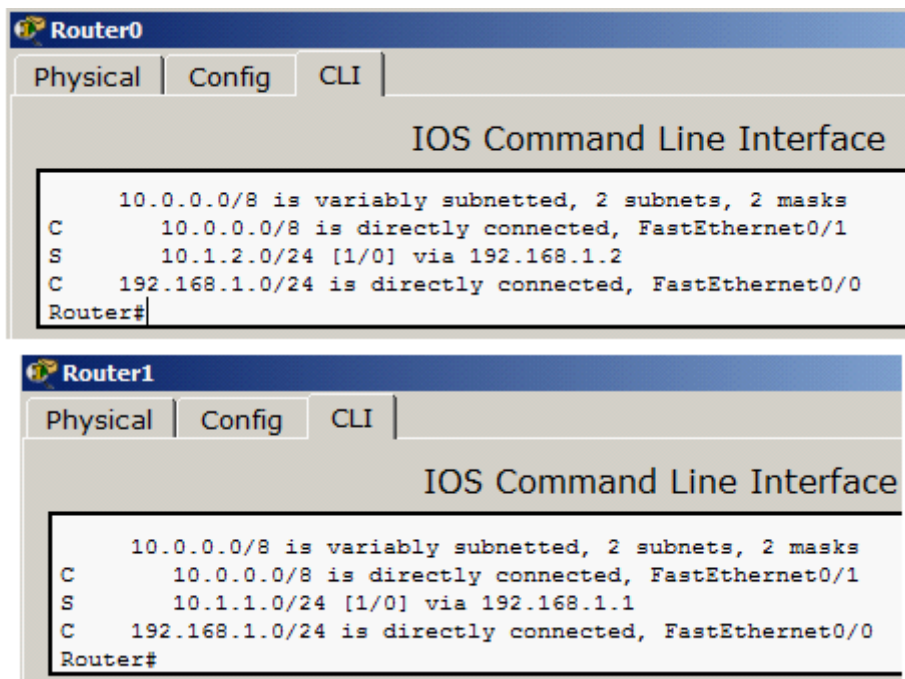 Router0
Physical Config CLI
IOS Command Line Interface
10.0.0.0/8 is variably subnetted, 2 subnets, 2 masks
C 10.0.0.0/8 is directly connected, FastEthernet0/1
S 10.1.2.0/24 [1/0] via 192.168.1.2
C 192.168.1.0/24 is directly connected, FastEthernet0/0
Router#
Router1
Physical Config CLI
IOS Command Line Interface
10.0.0.0/8 is variably subnetted, 2 subnets, 2 masks
C 10.0.0.0/8 is directly connected, FastEthernet0/1
S 10.1.1.0/24 [1/0] via 192.168.1.1
C 192.168.1.0/24 is directly connected, FastEthernet0/0
Router#